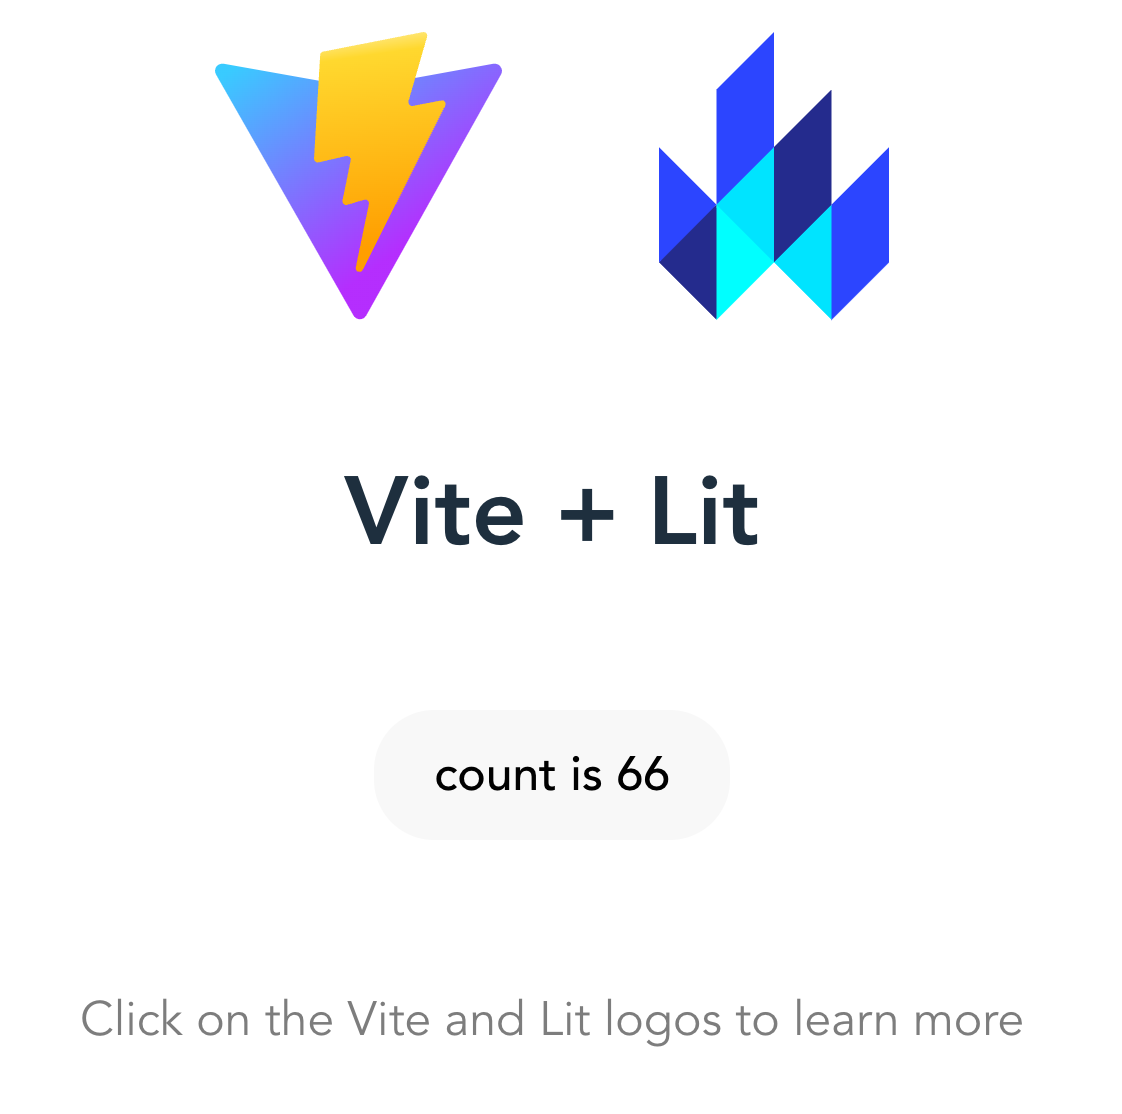 Vite + Lit
count is 66
Click on the Vite and Lit logos to learn more